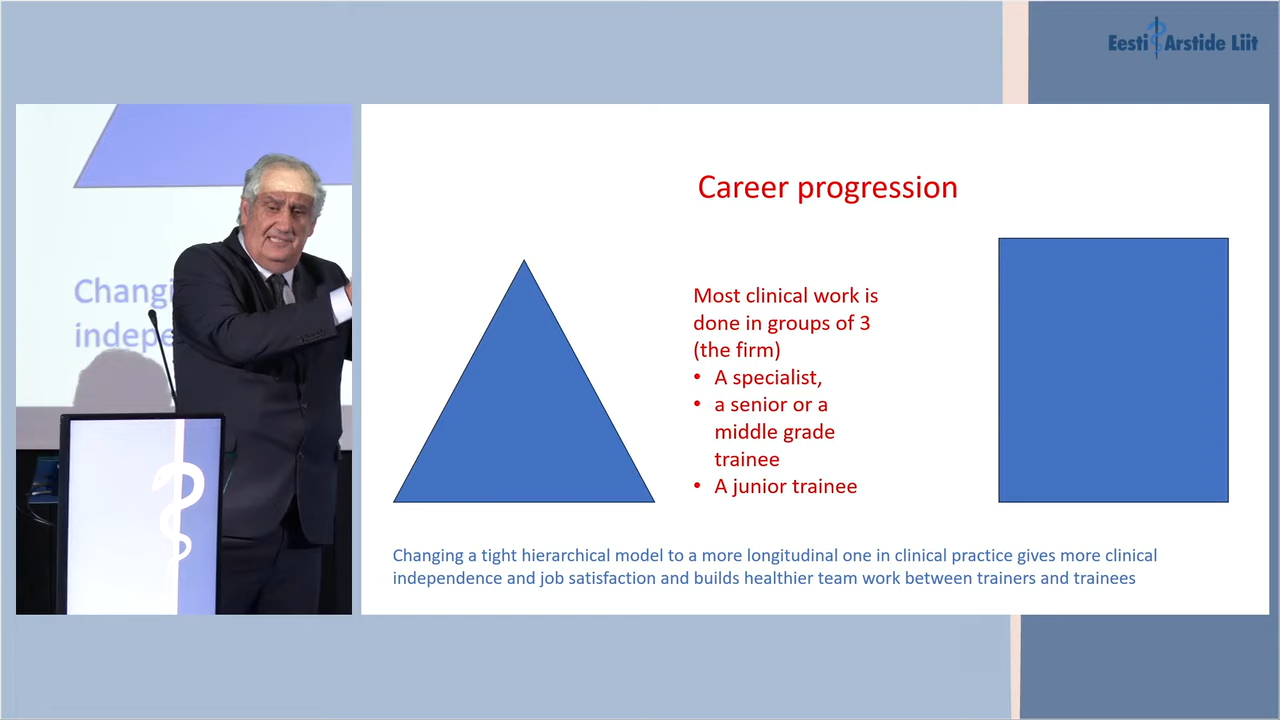 Eesti Arstide Liit
Career progression
Changi
indepe
Most clinical work is
done in groups of 3
(the firm)
• A specialist,
• a senior or a
middle grade
trainee
• A junior trainee
Changing a tight hierarchical model to a more longitudinal one in clinical practice gives more clinical
independence and job satisfaction and builds healthier team work between trainers and trainees